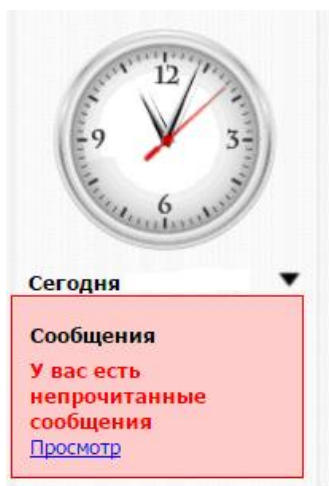 12
9
3
6
Сегодня
Сообщения
У вас есть
непрочитанные
сообщения
Просмотр